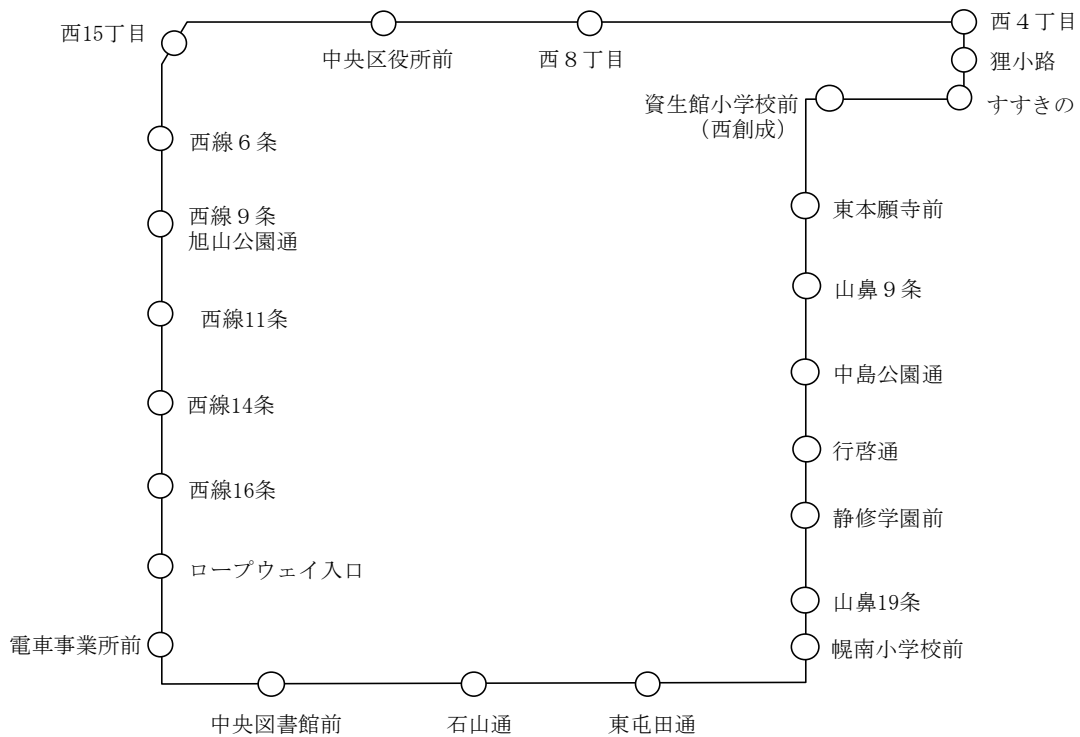 西15丁目
中央区役所前
西８丁目
西４丁目
狸小路
すすきの
資生館小学校前
（西創成）
東本願寺前
山鼻９条
中島公園通
行啓通
静修学園前
山鼻19条
幌南小学校前
東屯田通
石山通
中央図書館前
電車事業所前
ロープウェイ入口
西線16条
西線14条
西線11条
西線９条
旭山公園通
西線６条